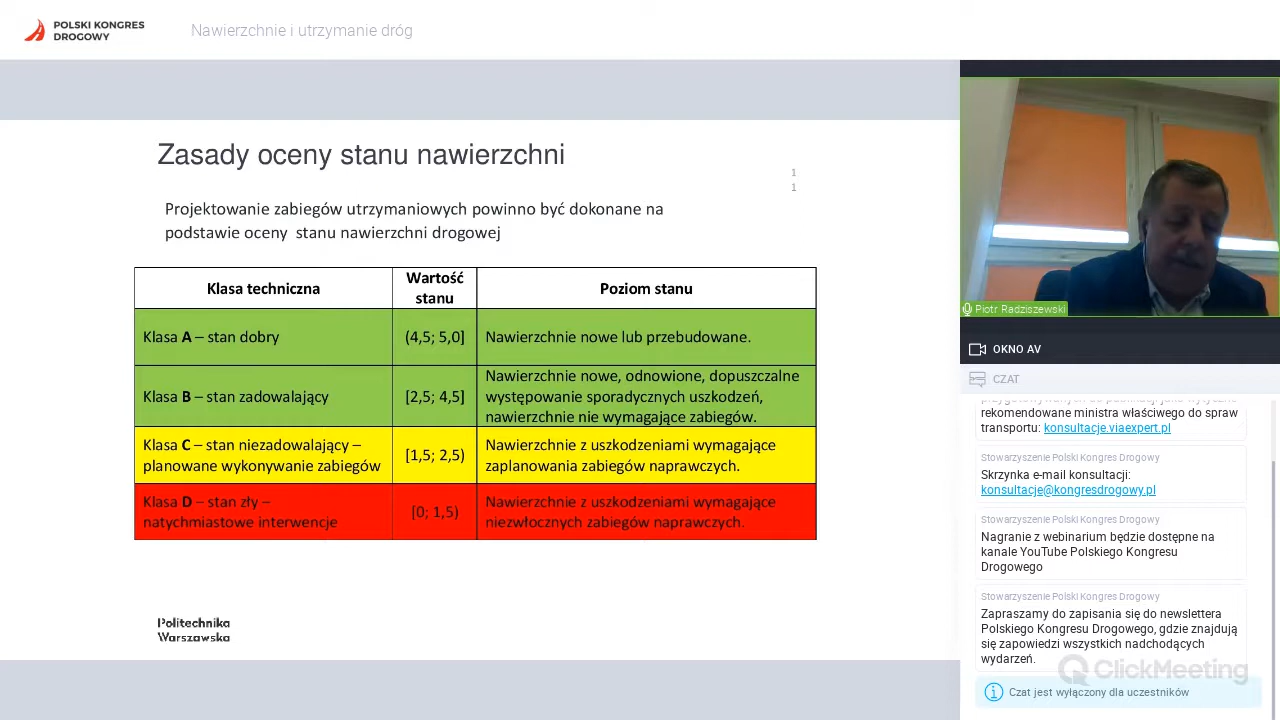 POLSKI KONGRES
DROGOWY
Nawierzchnie i utrzymanie dróg
Zasady oceny stanu nawierzchni
1
1
Projektowanie zabiegów utrzymaniowych powinno być dokonane na
podstawie oceny stanu nawierzchni drogowej
Klasa techniczna
Wartość
stanu
Poziom stanu
Klasa A – stan dobry
(4,5; 5,0]
Nawierzchnie nowe lub przebudowane.
Klasa B – stan zadowalający
[2,5; 4,5]
Nawierzchnie nowe, odnowione, dopuszczalne
występowanie sporadycznych uszkodzeń,
nawierzchnie nie wymagające zabiegów.
Klasa C – stan niezadowalający –
planowane wykonywanie zabiegów
[1,5; 2,5)
Nawierzchnie z uszkodzeniami wymagające
zaplanowania zabiegów naprawczych.
Klasa D – stan zły –
natychmiastowe interwencje
[0; 1,5)
Nawierzchnie z uszkodzeniami wymagające
niezwłocznych zabiegów naprawczych.
Politechnika
Warszawska
Piotr Radziszewski
OKNO AV
CZAT
rekomendowane ministra właściwego do spraw
transportu: konsultacje.viaexpert.pl
Stowarzyszenie Polski Kongres Drogowy
Skrzynka e-mail konsultacji:
konsultacje@kongresdrogowy.pl
Stowarzyszenie Polski Kongres Drogowy
Nagranie z webinarium będzie dostępne na
kanale YouTube Polskiego Kongresu
Drogowego
Stowarzyszenie Polski Kongres Drogowy
Zapraszamy do zapisania się do newslettera
Polskiego Kongresu Drogowego, gdzie znajdują
się zapowiedzi wszystkich nadchodzących
wydarzeń.
ClickMeeting
Czat jest wyłączony dla uczestników